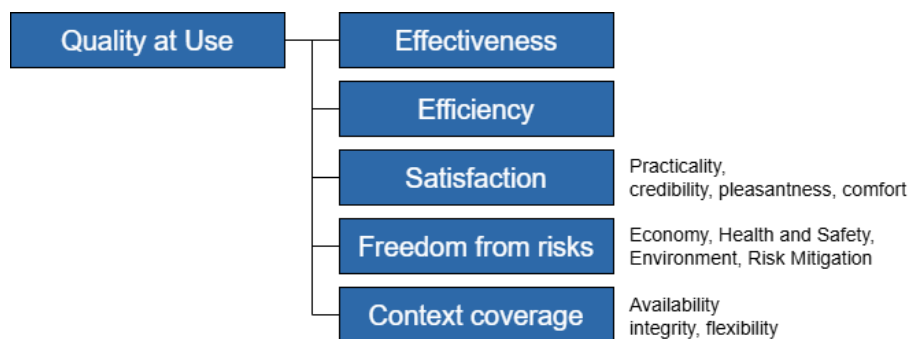 Quality at Use
Effectiveness
Efficiency
Satisfaction
Practicality,
credibility, pleasantness, comfort
Freedom from risks
Economy, Health and Safety,
Environment, Risk Mitigation
Context coverage
Availability
integrity, flexibility